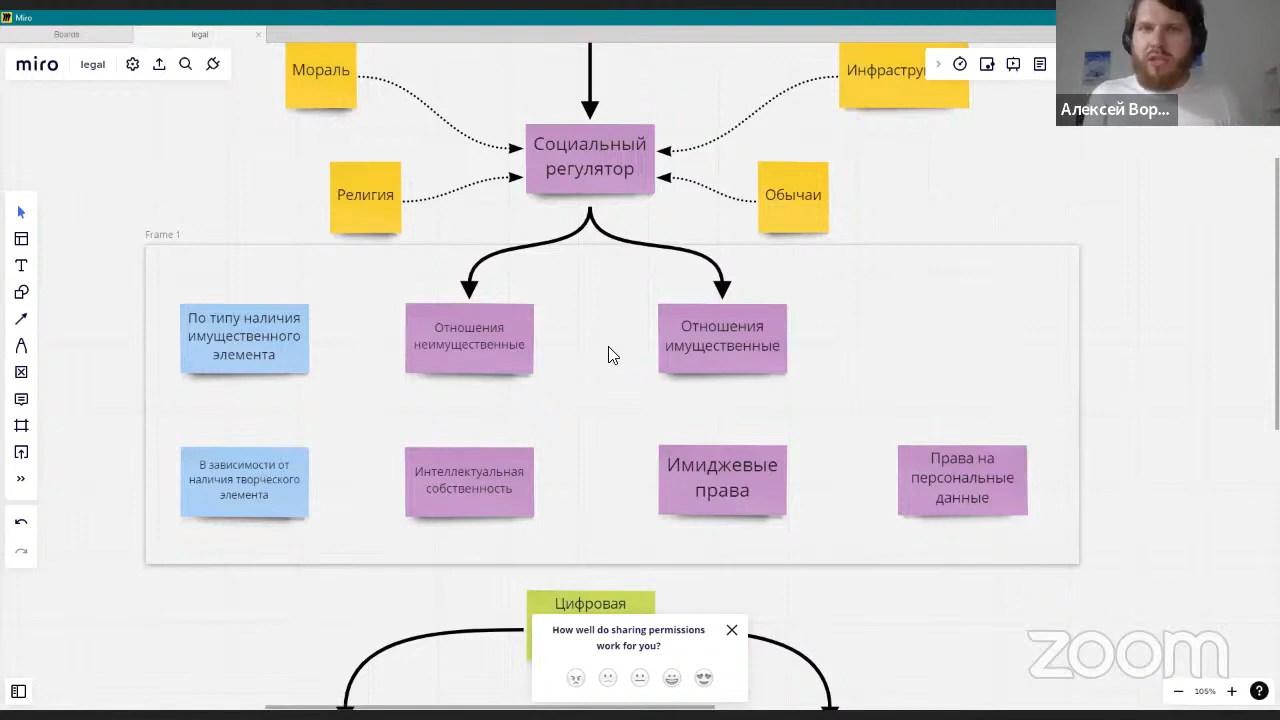 Miro
Boards
legal
miro
legal
Мораль
Инфрастру
Алексей Вор...
Социальный
регулятор
Религия
Обычаи
Frame 1
По типу наличия
имущественного
элемента
Отношения
неимущественные
Отношения
имущественные
В зависимости от
наличия творческого
элемента
Интеллектуальная
собственность
Имиджевые
права
Права на
персональные
данные
Цифровая
How well do sharing permissions
work for you?
zoom
105%